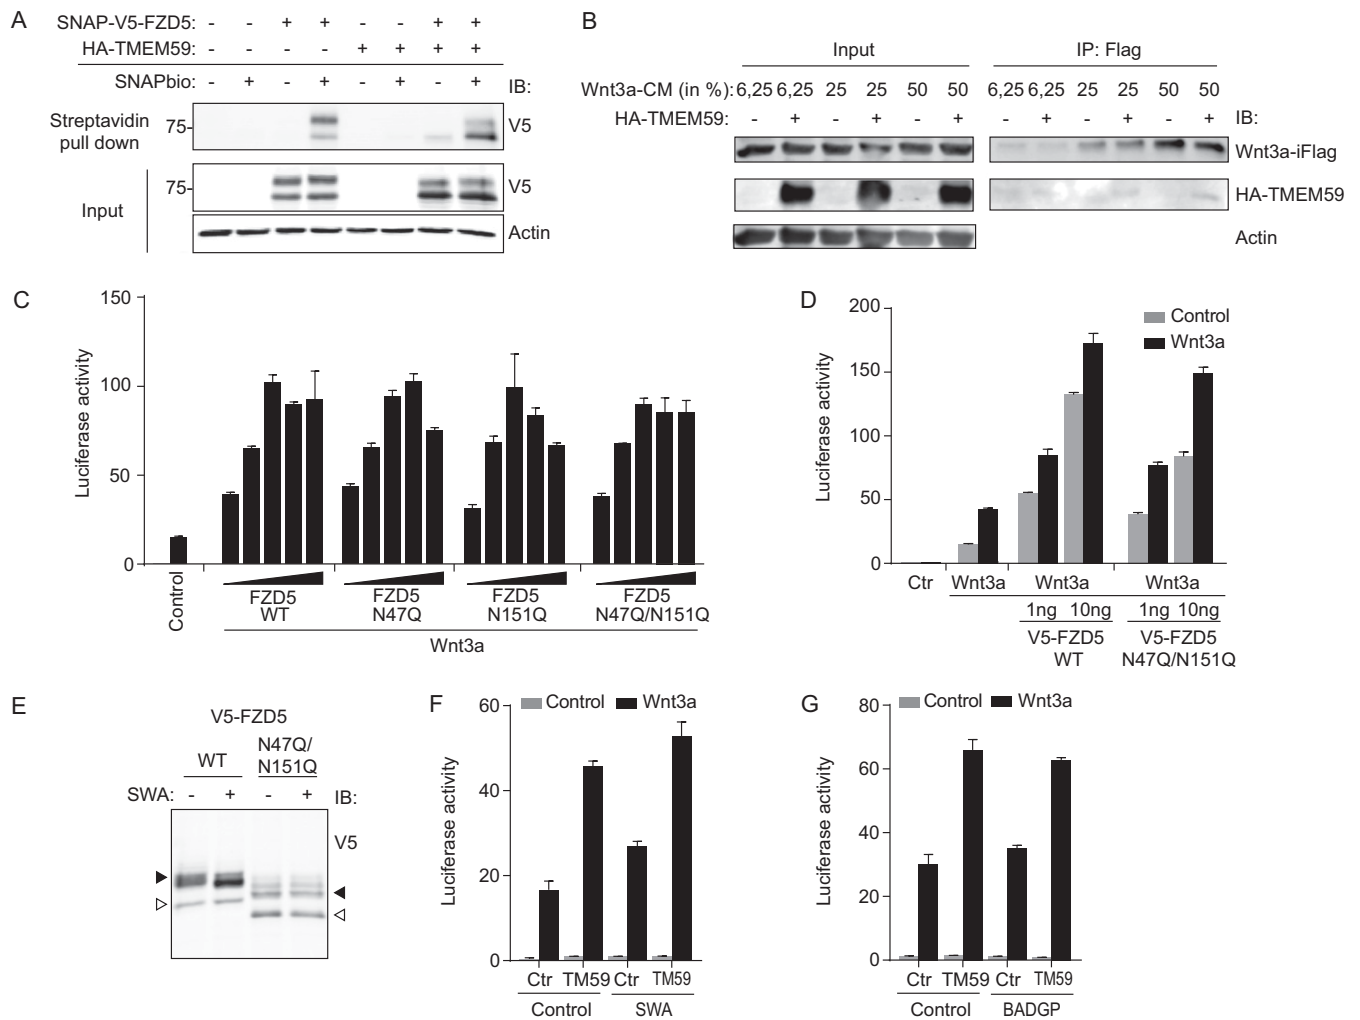 A
SNAP-V5-FZD5: - - + + - - + +
HA-TMEM59: - - - - + + + +
SNAPbio: - + - + - + - + IB:
Streptavidin
pull down
75-
V5
Input
75-
V5
Actin
B
Input IP: Flag
Wnt3a-CM (in %): 6,25 6,25 25 25 50 50 6,25 6,25 25 25 50 50
HA-TMEM59: - + - + - + - + - + - + IB:
Wnt3a-iFlag
HA-TMEM59
Actin
C
Luciferase activity
150
100
50
0
Control
FZD5 FZD5 FZD5 FZD5
WT N47Q N151Q N47Q/N151Q
Wnt3a
D
Luciferase activity
200
150
100
50
0
Control
Wnt3a
Ctr Wnt3a Wnt3a Wnt3a
1ng 10ng 1ng 10ng
V5-FZD5 V5-FZD5
WT N47Q/N151Q
E
V5-FZD5
WT N47Q/
N151Q
SWA: - + - + IB:
V5
F
Luciferase activity
60
40
20
0
Control Wnt3a
Ctr TM59 Ctr TM59
Control SWA
G
Luciferase activity
80
60
40
20
0
Control Wnt3a
Ctr TM59 Ctr TM59
Control BADGP